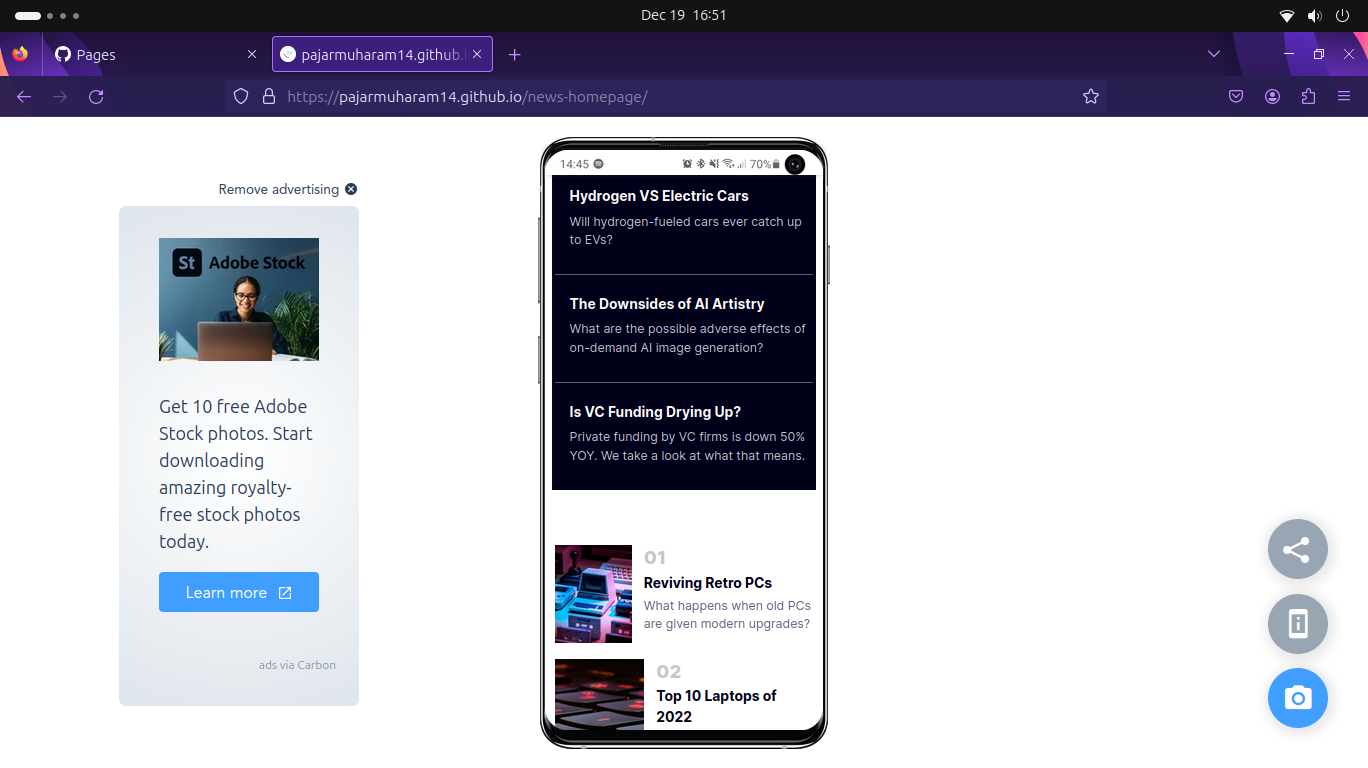 Dec 19 16:51
Pages
pajarmuharam14.github.i
https://pajarmuharam14.github.io/news-homepage/
Remove advertising
St Adobe Stock
Get 10 free Adobe
Stock photos. Start
downloading
amazing royalty-
free stock photos
today.
Learn more
ads via Carbon
14:45
70%
Hydrogen VS Electric Cars
Will hydrogen-fueled cars ever catch up
to EVs?
The Downsides of AI Artistry
What are the possible adverse effects of
on-demand AI image generation?
Is VC Funding Drying Up?
Private funding by VC firms is down 50%
YOY. We take a look at what that means.
01
Reviving Retro PCs
What happens when old PCs
are given modern upgrades?
02
Top 10 Laptops of
2022